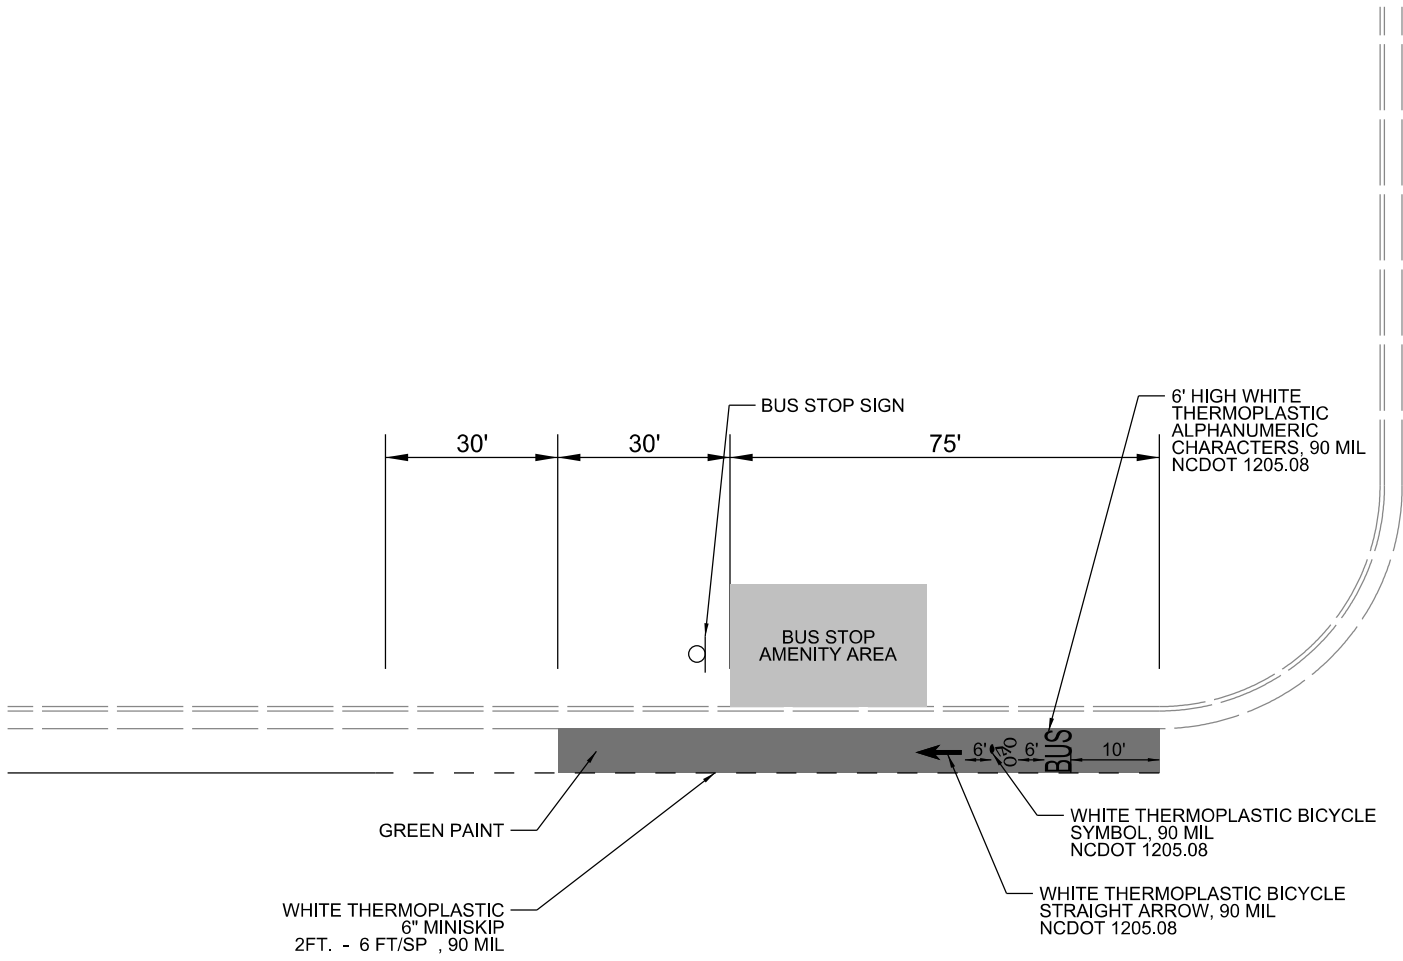 6' HIGH WHITE
THERMOPLASTIC
ALPHANUMERIC
CHARACTERS, 90 MIL
NCDOT 1205.08
BUS STOP SIGN
30'
30'
75'
BUS STOP
AMENITY AREA
6'
6'
BUS
10'
GREEN PAINT
WHITE THERMOPLASTIC BICYCLE
SYMBOL, 90 MIL
NCDOT 1205.08
WHITE THERMOPLASTIC BICYCLE
STRAIGHT ARROW, 90 MIL
NCDOT 1205.08
WHITE THERMOPLASTIC
6" MINISKIP
2FT. - 6 FT/SP , 90 MIL